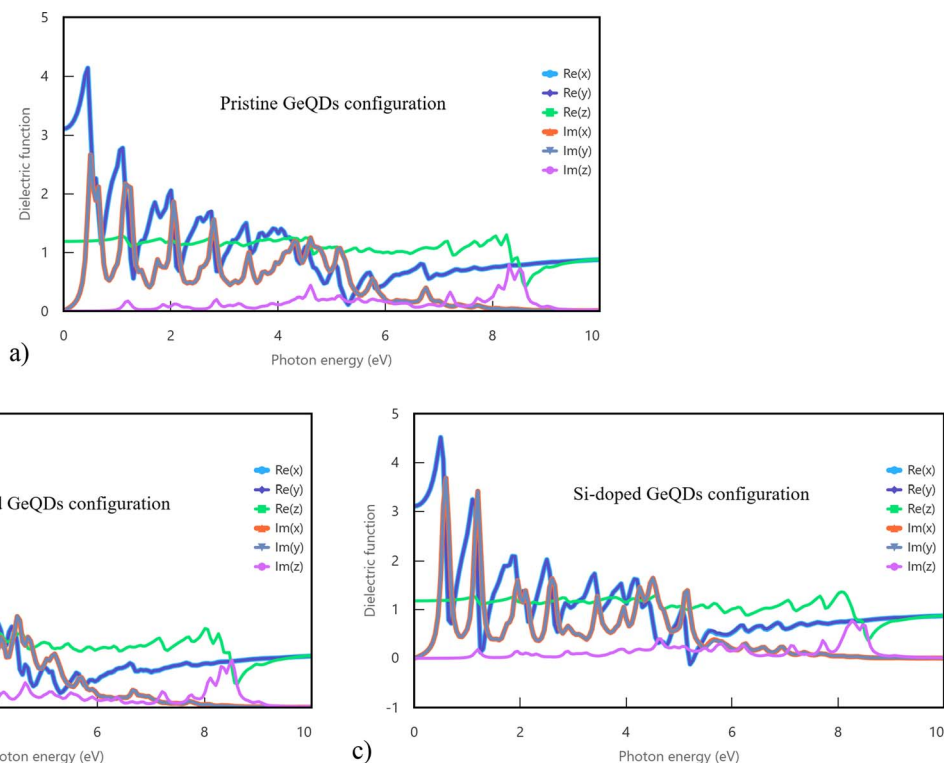 5
4
3
2
1
0
Dielectric function
Pristine GeQDs configuration
Re(x)
Re(y)
Re(z)
Im(x)
Im(y)
Im(z)
0 2 4 6 8 10
Photon energy (eV)
a)
GeQDs configuration
Re(x)
Re(y)
Re(z)
Im(x)
Im(y)
Im(z)
6 8 10
energy (eV)
c)
5
4
3
2
1
0
-1
Dielectric function
Si-doped GeQDs configuration
Re(x)
Re(y)
Re(z)
Im(x)
Im(y)
Im(z)
0 2 4 6 8 10
Photon energy (eV)